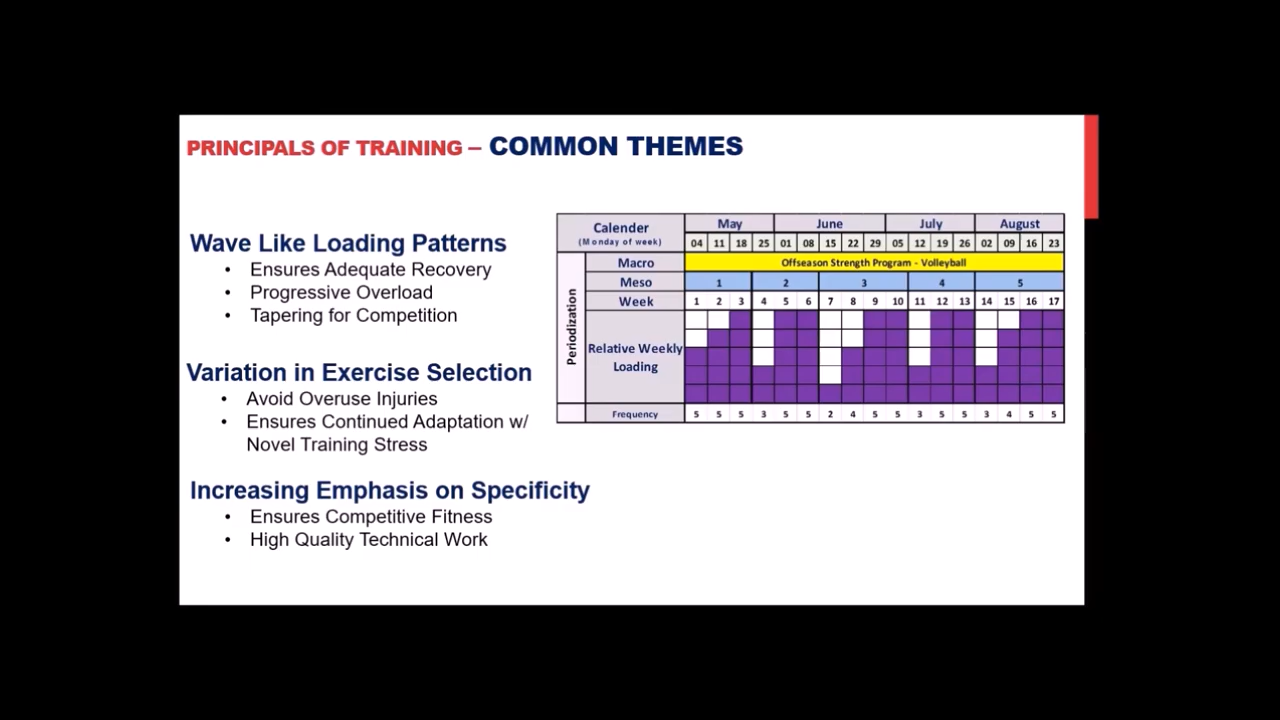 PRINCIPALS OF TRAINING – COMMON THEMES
Wave Like Loading Patterns
• Ensures Adequate Recovery
• Progressive Overload
• Tapering for Competition
Variation in Exercise Selection
• Avoid Overuse Injuries
• Ensures Continued Adaptation w/
Novel Training Stress
Increasing Emphasis on Specificity
• Ensures Competitive Fitness
• High Quality Technical Work
Calender May June July August
(Monday of week) 04 11 18 25 01 08 15 22 29 05 12 19 26 02 09 16 23
Periodization
Macro Offseason Strength Program - Volleyball
Meso 1 2 3 4 5
Week 1 2 3 4 5 6 7 8 9 10 11 12 13 14 15 16 17
Relative Weekly
Loading
Frequency 5 5 5 3 5 5 2 4 5 5 3 5 5 3 4 5 5